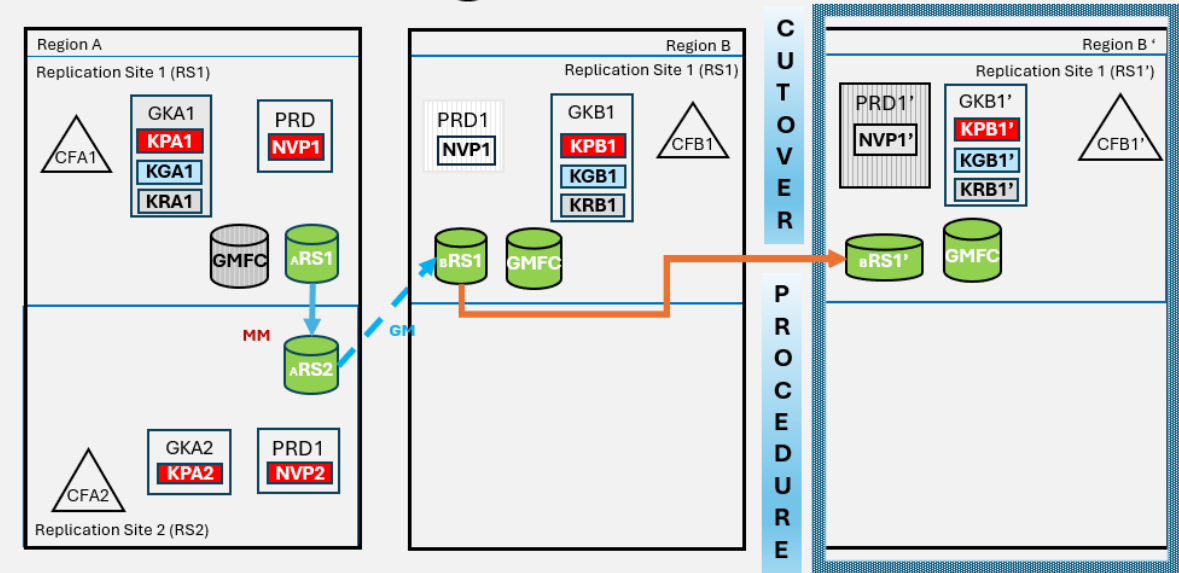 Region A
Replication Site 1 (RS1)
CFA1
GKA1
KPA1
KGA1
KRA1
PRD
NVP1
GMFC
ARS1
MM
ARS2
GM
GKA2
KPA2
PRD1
NVP2
CFA2
Replication Site 2 (RS2)
Region B
Replication Site 1 (RS1)
PRD1
NVP1
GKB1
KPB1
KGB1
KRB1
CFB1
BRS1
GMFC
CUTOVER
PROCEDURE
Region B ‘
Replication Site 1 (RS1’)
PRD1’
NVP1’
GKB1’
KPB1’
KGB1’
KRB1’
CFB1’
BRS1’
GMFC